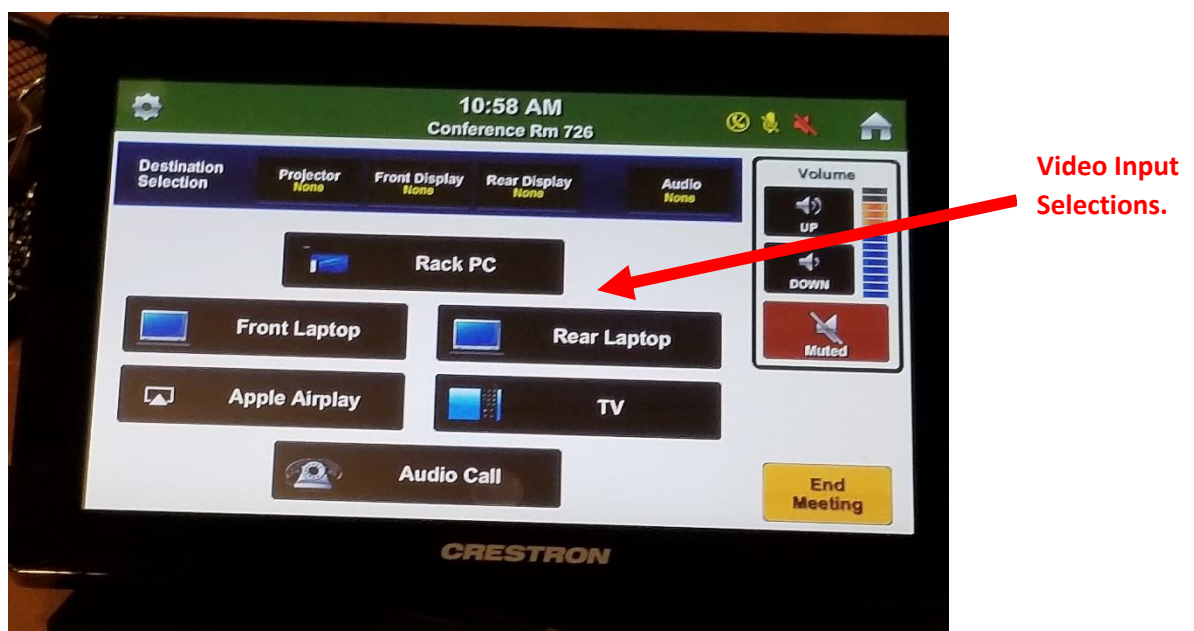 10:58 AM
Conference Rm 726
Destination
Selection
Projector
None
Front Display
None
Rear Display
None
Audio
None
Volume
UP
DOWN
Muted
Rack PC
Front Laptop
Rear Laptop
Apple Airplay
TV
Audio Call
End
Meeting
CRESTRON
Video Input
Selections.